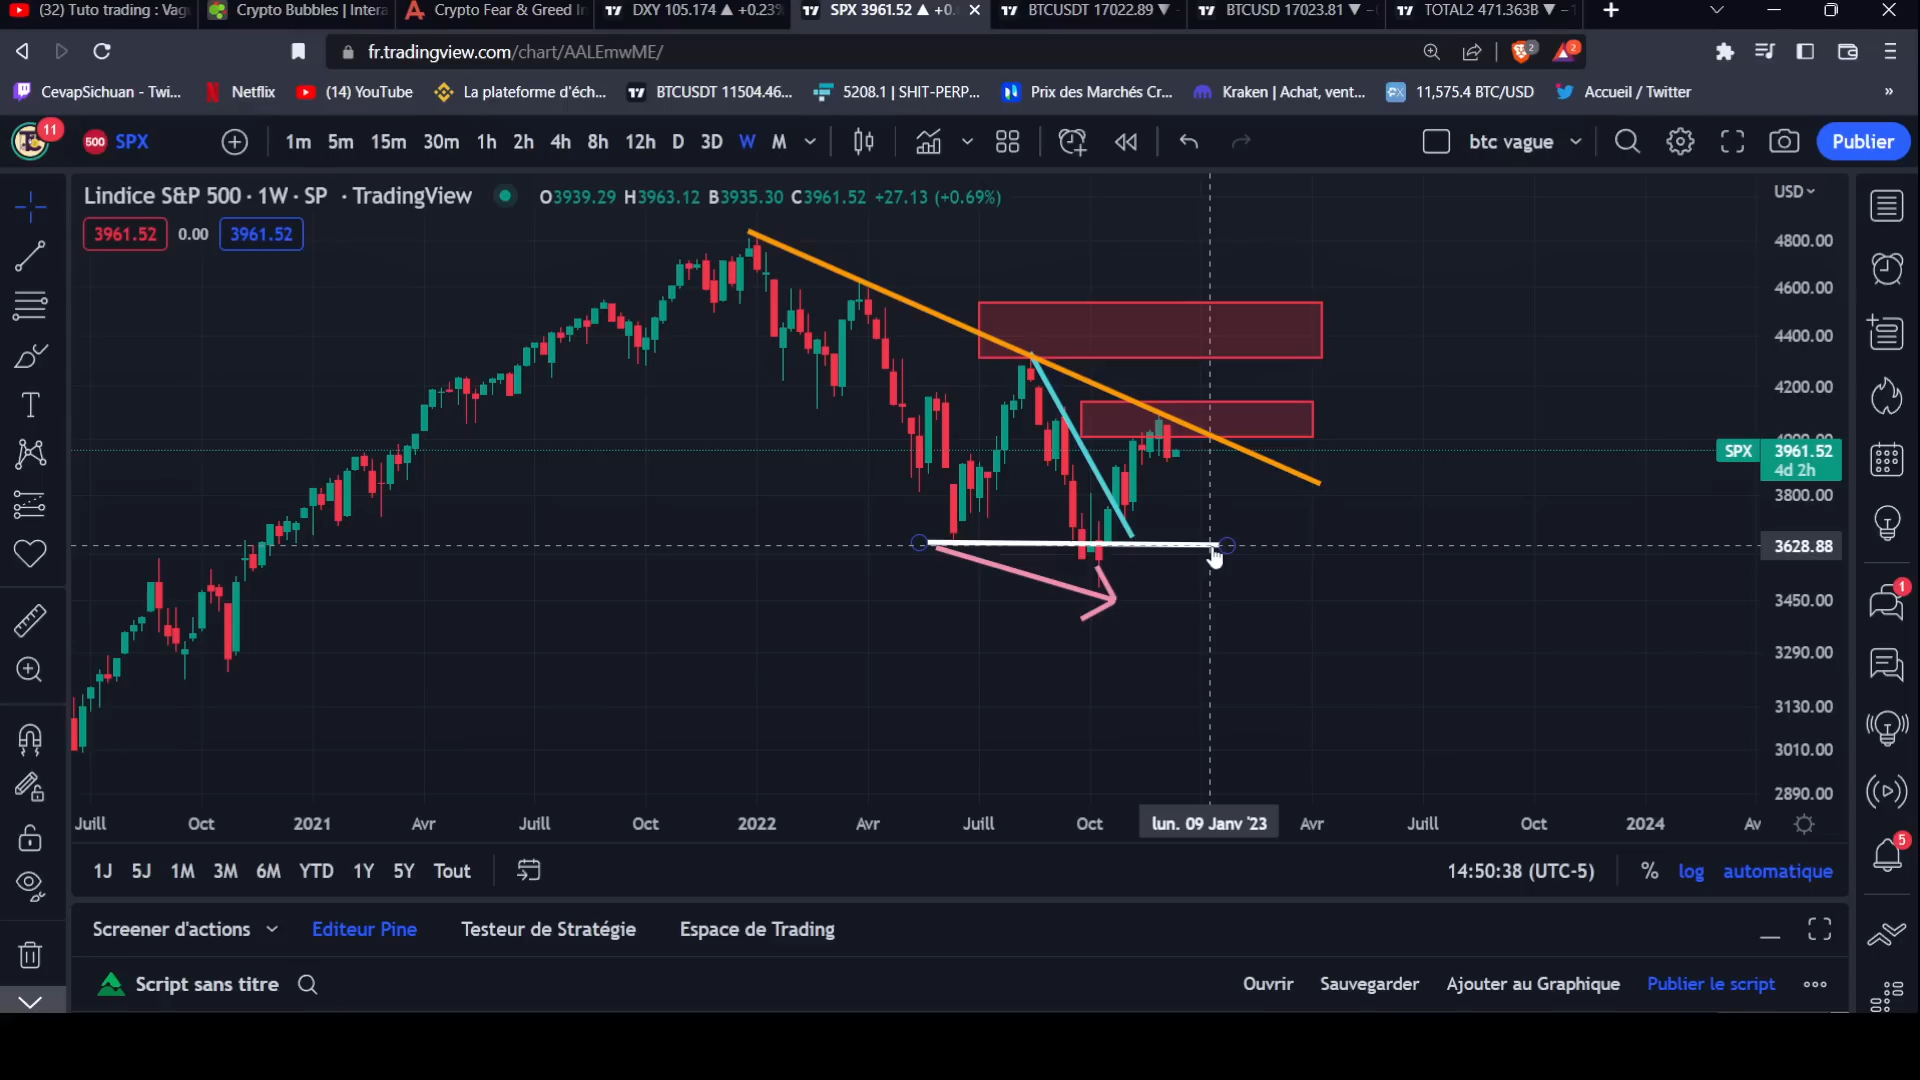 (32) Tuto trading : Vagu
Crypto Bubbles | Intera
Crypto Fear & Greed In
DXY 105.174 ▲ +0.23%
SPX 3961.52 ▲ +0.
BTCUSDT 17022.89 ▼
BTCUSD 17023.81 ▼
TOTAL2 471.363B ▼
fr.tradingview.com/chart/AALEmwME/
2
2
CevapSichuan - Twi...
Netflix
(14) YouTube
La plateforme d'éch...
BTCUSDT 11504.46...
5208.1 | SHIT-PERP...
Prix des Marchés Cr...
Kraken | Achat, vent...
11,575.4 BTC/USD
Accueil / Twitter
»
11
500 SPX
1m 5m 15m 30m 1h 2h 4h 8h 12h D 3D W M
btc vague
Publier
Lindice S&P 500 · 1W · SP · TradingView
O3939.29 H3963.12 B3935.30 C3961.52 +27.13 (+0.69%)
3961.52 0.00 3961.52
USD
4800.00
4600.00
4400.00
4200.00
4000.00
SPX 3961.52
4d 2h
3800.00
3628.88
3450.00
3290.00
3130.00
3010.00
2890.00
1
5
Juill Oct 2021 Avr Juill Oct 2022 Avr Juill Oct lun. 09 Janv '23 Avr Juill Oct 2024 Av
1J 5J 1M 3M 6M YTD 1Y 5Y Tout
14:50:38 (UTC-5) % log automatique
Screener d'actions Editeur Pine Testeur de Stratégie Espace de Trading
Script sans titre
Ouvrir Sauvegarder Ajouter au Graphique Publier le script